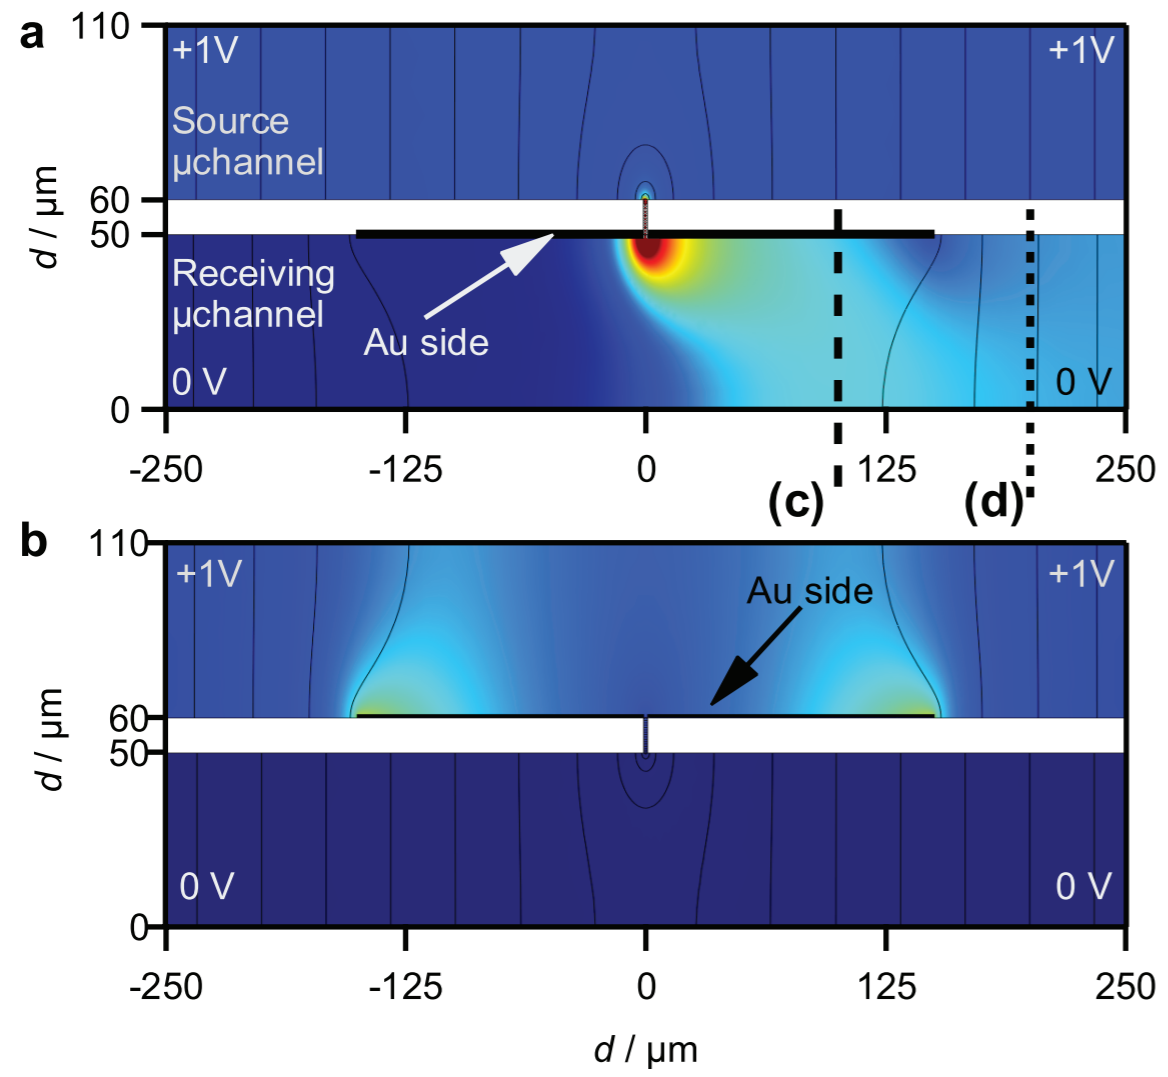 a
110
+1V
+1V
Source
µchannel
60
50
d / µm
Receiving
µchannel
Au side
0 V
0 V
0
-250
-125
0
125
250
(c)
(d)
b
110
+1V
+1V
Au side
60
50
d / µm
0 V
0 V
0
-250
-125
0
125
250
d / µm